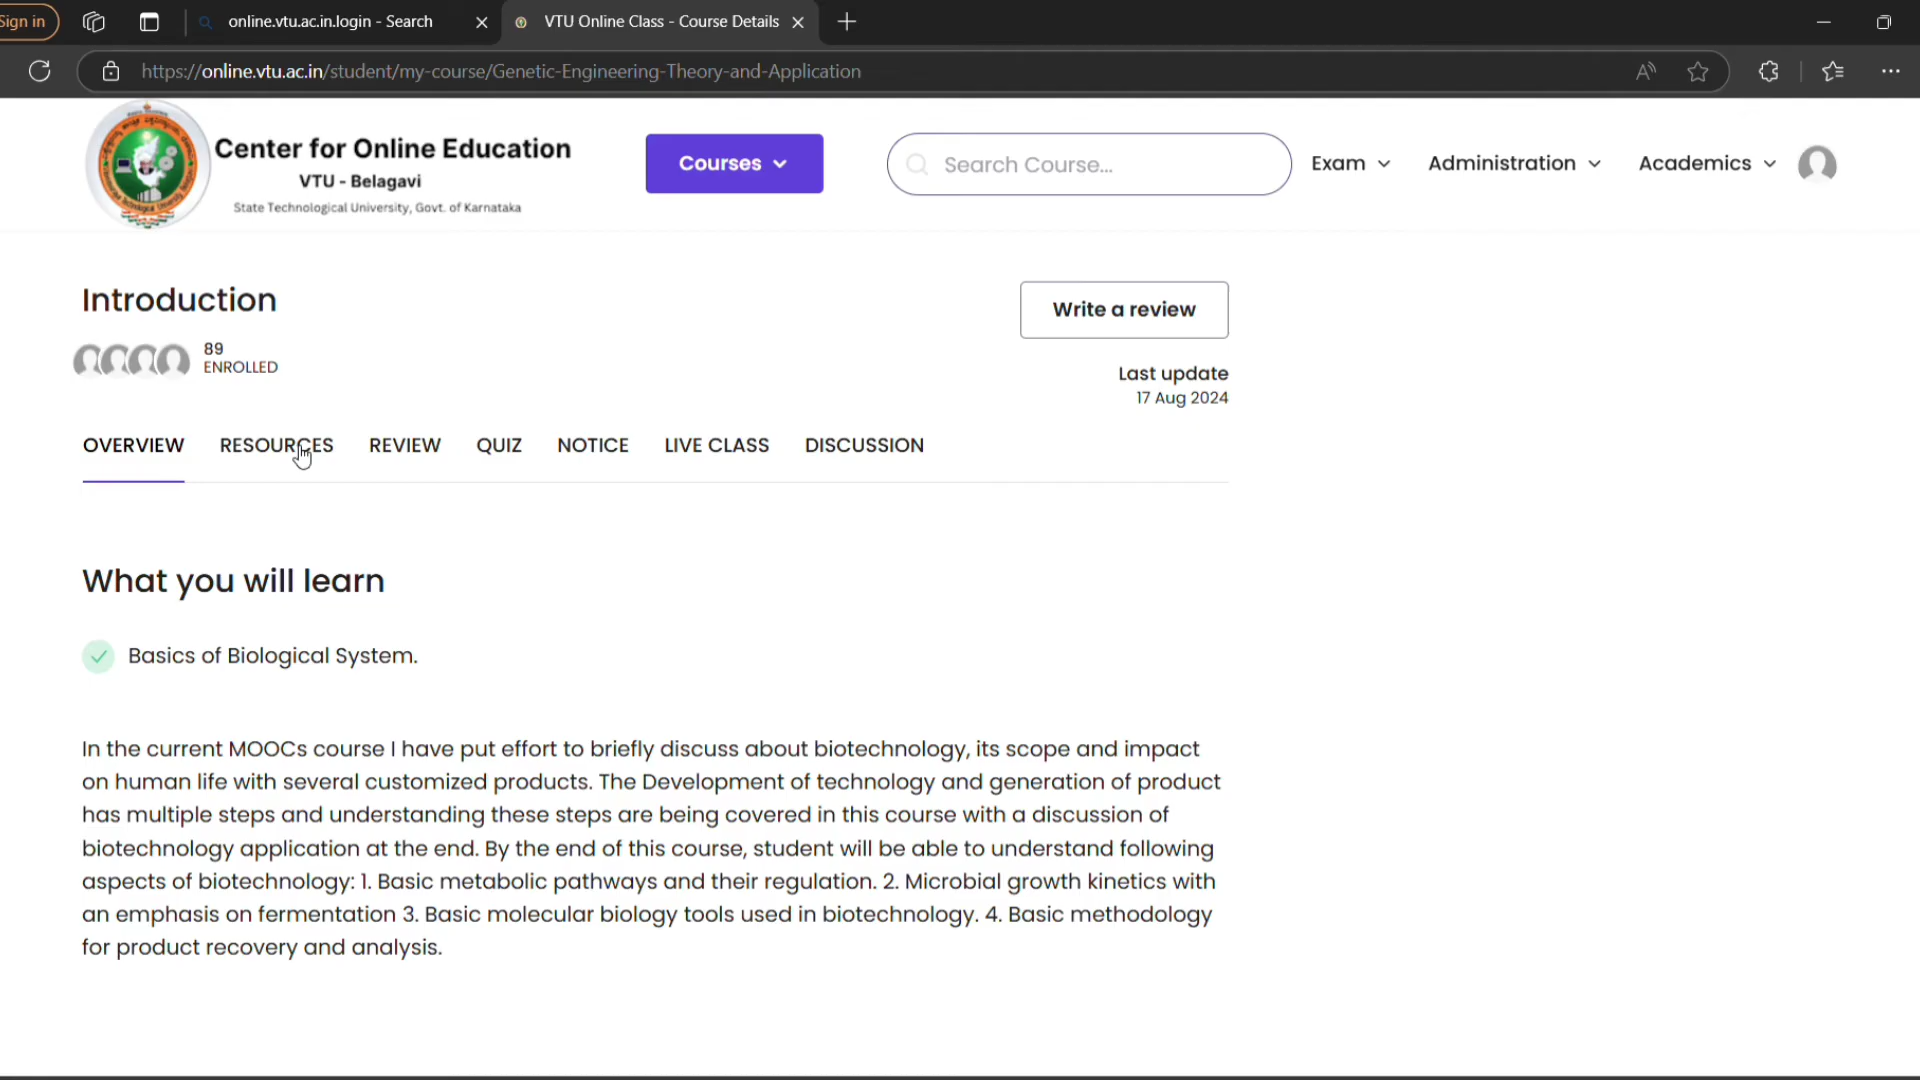 Sign in
online.vtu.ac.in.login - Search
VTU Online Class - Course Details
https://online.vtu.ac.in/student/my-course/Genetic-Engineering-Theory-and-Application
Center for Online Education
VTU - Belagavi
State Technological University, Govt. of Karnataka
Courses
Search Course...
Exam
Administration
Academics
Introduction
Write a review
89
ENROLLED
Last update
17 Aug 2024
OVERVIEW
RESOURCES
REVIEW
QUIZ
NOTICE
LIVE CLASS
DISCUSSION
What you will learn
Basics of Biological System.
In the current MOOCs course I have put effort to briefly discuss about biotechnology, its scope and impact
on human life with several customized products. The Development of technology and generation of product
has multiple steps and understanding these steps are being covered in this course with a discussion of
biotechnology application at the end. By the end of this course, student will be able to understand following
aspects of biotechnology: 1. Basic metabolic pathways and their regulation. 2. Microbial growth kinetics with
an emphasis on fermentation 3. Basic molecular biology tools used in biotechnology. 4. Basic methodology
for product recovery and analysis.